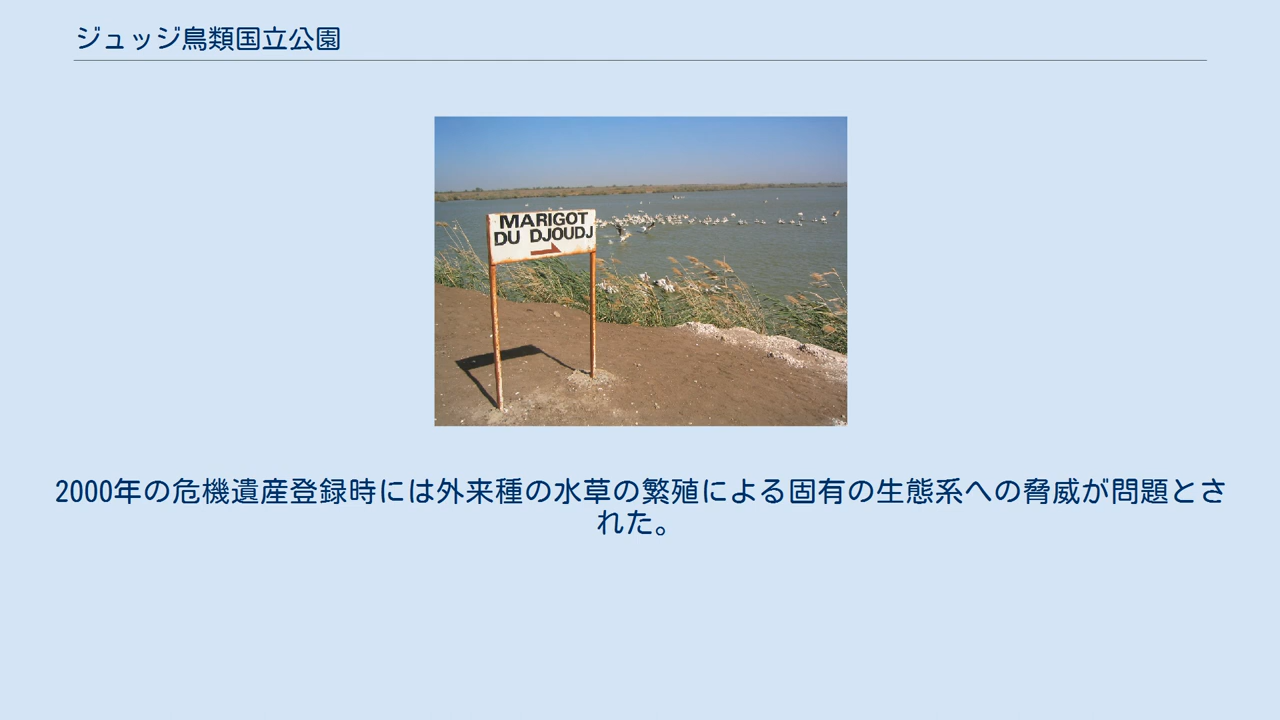 ジュッジ鳥類国立公園
MARIGOT
DU DJOUDJ
2000年の危機遺産登録時には外来種の水草の繁殖による固有の生態系への脅威が問題とさ
れた。